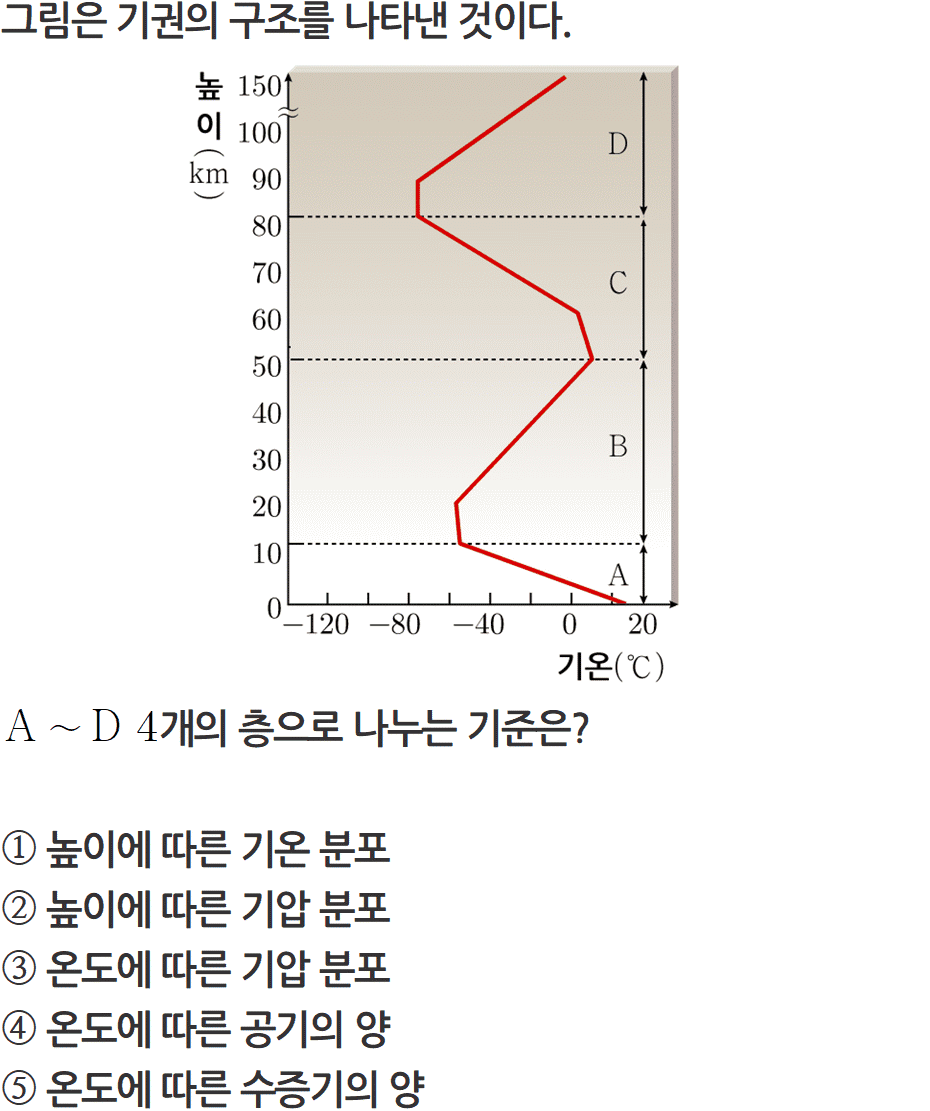 그림은 기권의 구조를 나타낸 것이다.
높이(km)
150
100
90
80
70
60
50
40
30
20
10
0
D
C
B
A
−120 −80 −40 0 20
기온(℃)
A ~ D 4개의 층으로 나누는 기준은?
① 높이에 따른 기온 분포
② 높이에 따른 기압 분포
③ 온도에 따른 기압 분포
④ 온도에 따른 공기의 양
⑤ 온도에 따른 수증기의 양